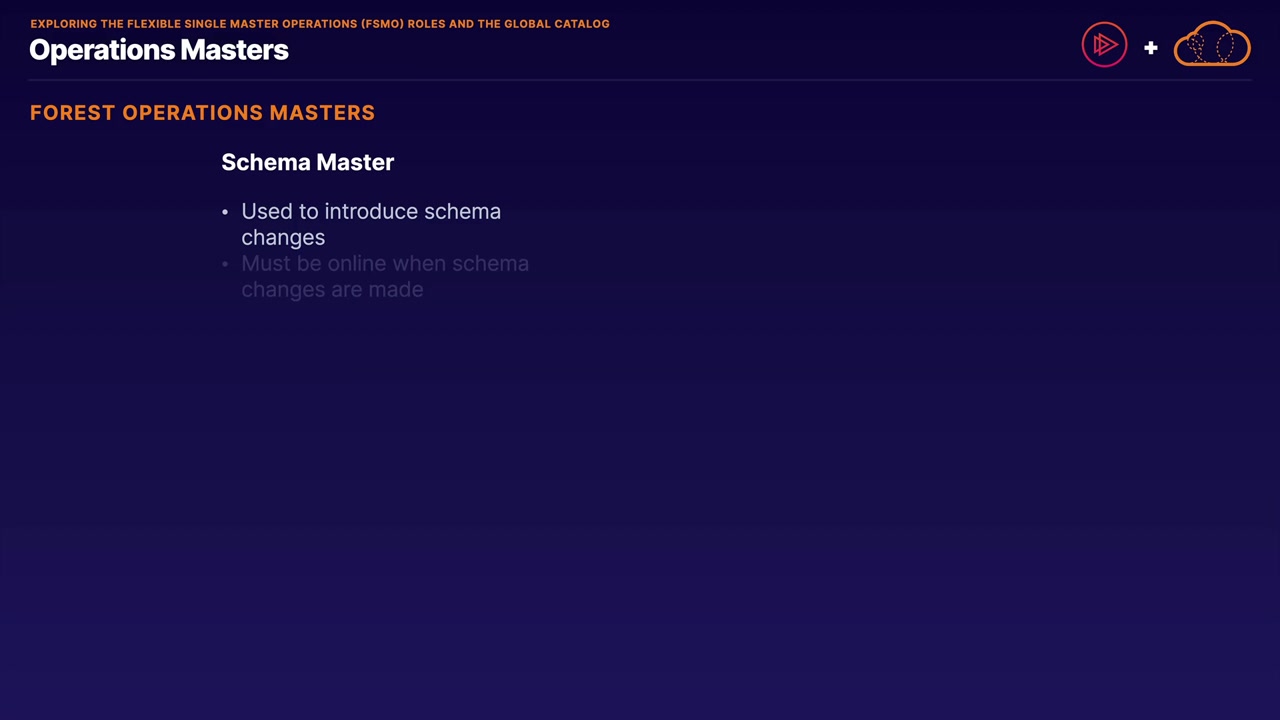 EXPLORING THE FLEXIBLE SINGLE MASTER OPERATIONS (FSMO) ROLES AND THE GLOBAL CATALOG
Operations Masters
+
FOREST OPERATIONS MASTERS
Schema Master
• Used to introduce schema
changes
• Must be online when schema
changes are made